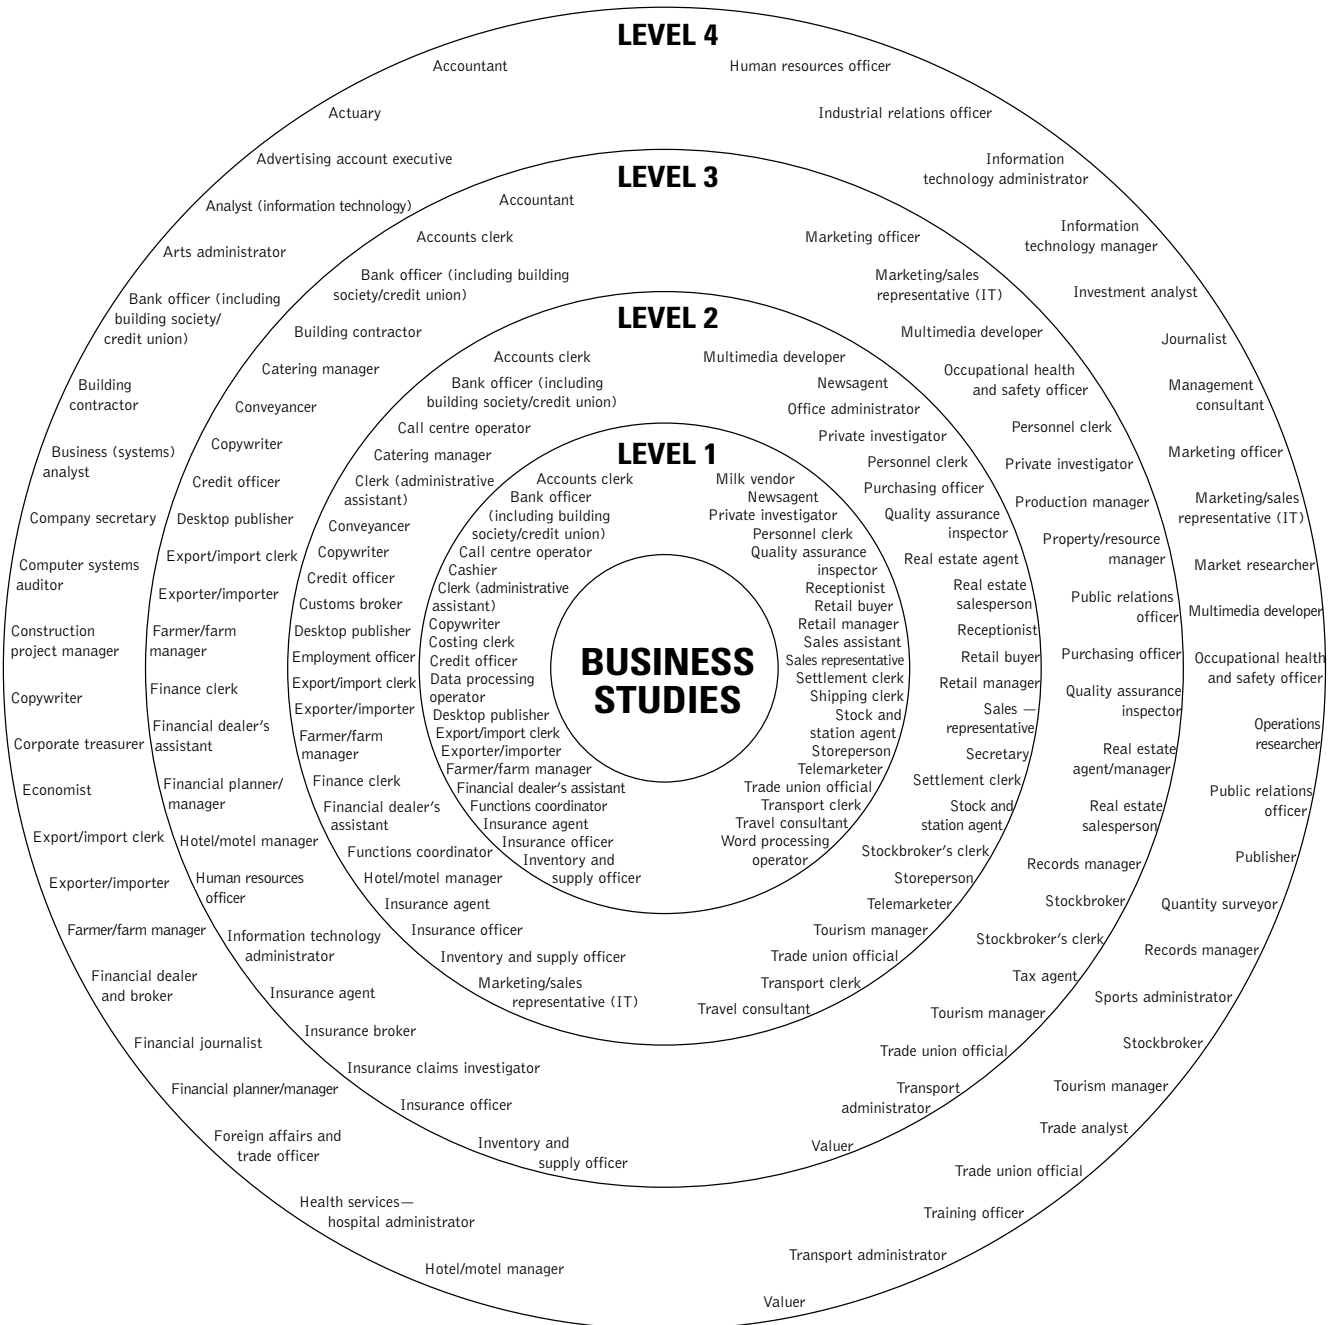 LEVEL 4
Accountant
Actuary
Advertising account executive
Analyst (information technology)
Arts administrator
Bank officer (including
building society/
credit union)
Building
contractor
Business (systems)
analyst
Company secretary
Computer systems
auditor
Construction
project manager
Copywriter
Corporate treasurer
Economist
Export/import clerk
Exporter/importer
Farmer/farm manager
Financial dealer
and broker
Financial journalist
Financial planner/manager
Foreign affairs and
trade officer
Health services—
hospital administrator
Hotel/motel manager
Human resources officer
Industrial relations officer
Information
technology administrator
Information
technology manager
Investment analyst
Journalist
Management
consultant
Marketing officer
Marketing/sales
representative (IT)
Market researcher
Multimedia developer
Occupational health
and safety officer
Operations
researcher
Public relations
officer
Publisher
Quantity surveyor
Records manager
Sports administrator
Stockbroker
Tourism manager
Trade analyst
Trade union official
Training officer
Transport administrator
Valuer
LEVEL 3
Accountant
Accounts clerk
Bank officer (including building
society/credit union)
Building contractor
Catering manager
Conveyancer
Copywriter
Credit officer
Desktop publisher
Export/import clerk
Exporter/importer
Farmer/farm
manager
Finance clerk
Financial dealer's
assistant
Financial planner/
manager
Hotel/motel manager
Human resources
officer
Information technology
administrator
Insurance agent
Insurance broker
Insurance claims investigator
Insurance officer
Inventory and
supply officer
Marketing officer
Marketing/sales
representative (IT)
Multimedia developer
Occupational health
and safety officer
Personnel clerk
Private investigator
Production manager
Property/resource
manager
Public relations
officer
Purchasing officer
Quality assurance
inspector
Real estate
agent/manager
Real estate
salesperson
Records manager
Stockbroker
Stockbroker's clerk
Tax agent
Tourism manager
Trade union official
Transport
administrator
Valuer
LEVEL 2
Accounts clerk
Bank officer (including
building society/credit union)
Call centre operator
Catering manager
Clerk (administrative
assistant)
Conveyancer
Copywriter
Credit officer
Customs broker
Desktop publisher
Employment officer
Export/import clerk
Exporter/importer
Farmer/farm
manager
Finance clerk
Financial dealer's
assistant
Functions coordinator
Hotel/motel manager
Insurance agent
Insurance officer
Inventory and supply officer
Marketing/sales
representative (IT)
Multimedia developer
Newsagent
Office administrator
Private investigator
Personnel clerk
Purchasing officer
Quality assurance
inspector
Real estate agent
Real estate
salesperson
Receptionist
Retail buyer
Retail manager
Sales —
representative
Secretary
Settlement clerk
Stock and
station agent
Stockbroker's clerk
Storeperson
Telemarketer
Tourism manager
Trade union official
Transport clerk
Travel consultant
LEVEL 1
Accounts clerk
Bank officer
(including building
society/credit union)
Call centre operator
Cashier
Clerk (administrative
assistant)
Copywriter
Costing clerk
Credit officer
Data processing
operator
Desktop publisher
Export/import clerk
Exporter/importer
Farmer/farm manager
Financial dealer's assistant
Functions coordinator
Insurance agent
Insurance officer
Inventory and
supply officer
Milk vendor
Newsagent
Private investigator
Personnel clerk
Quality assurance
inspector
Receptionist
Retail buyer
Retail manager
Sales assistant
Sales representative
Settlement clerk
Shipping clerk
Stock and
station agent
Storeperson
Telemarketer
Trade union official
Transport clerk
Travel consultant
Word processing
operator
BUSINESS
STUDIES